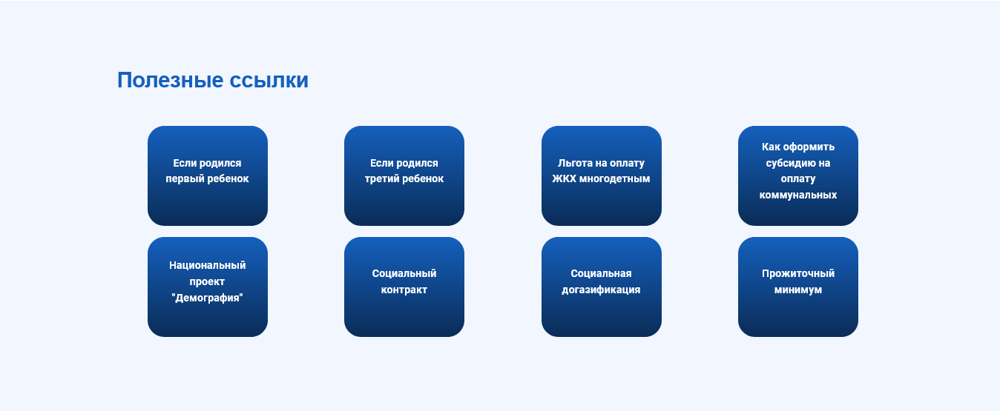 Полезные ссылки
Если родился
первый ребенок
Если родился
третий ребенок
Льгота на оплату
ЖКХ многодетным
Как оформить
субсидию на
оплату
коммунальных
Национальный
проект
"Демография"
Социальный
контракт
Социальная
догазификация
Прожиточный
минимум